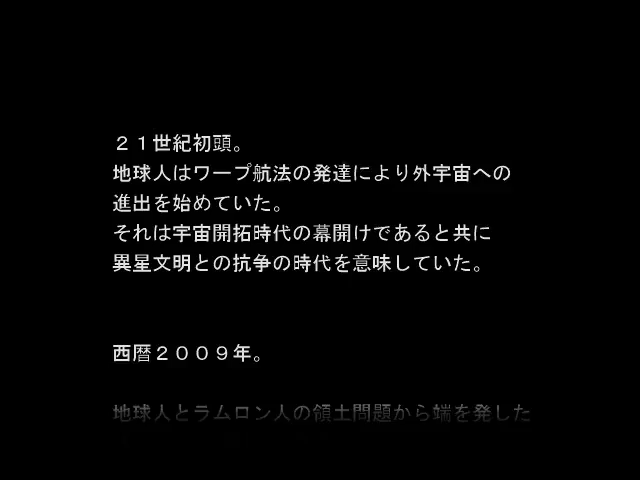 ２１世紀初頭。
地球人はワープ航法の発達により外宇宙への
進出を始めていた。
それは宇宙開拓時代の幕開けであると共に
異星文明との抗争の時代を意味していた。
西暦２００９年。
地球人とラムロン人の領土問題から端を発した